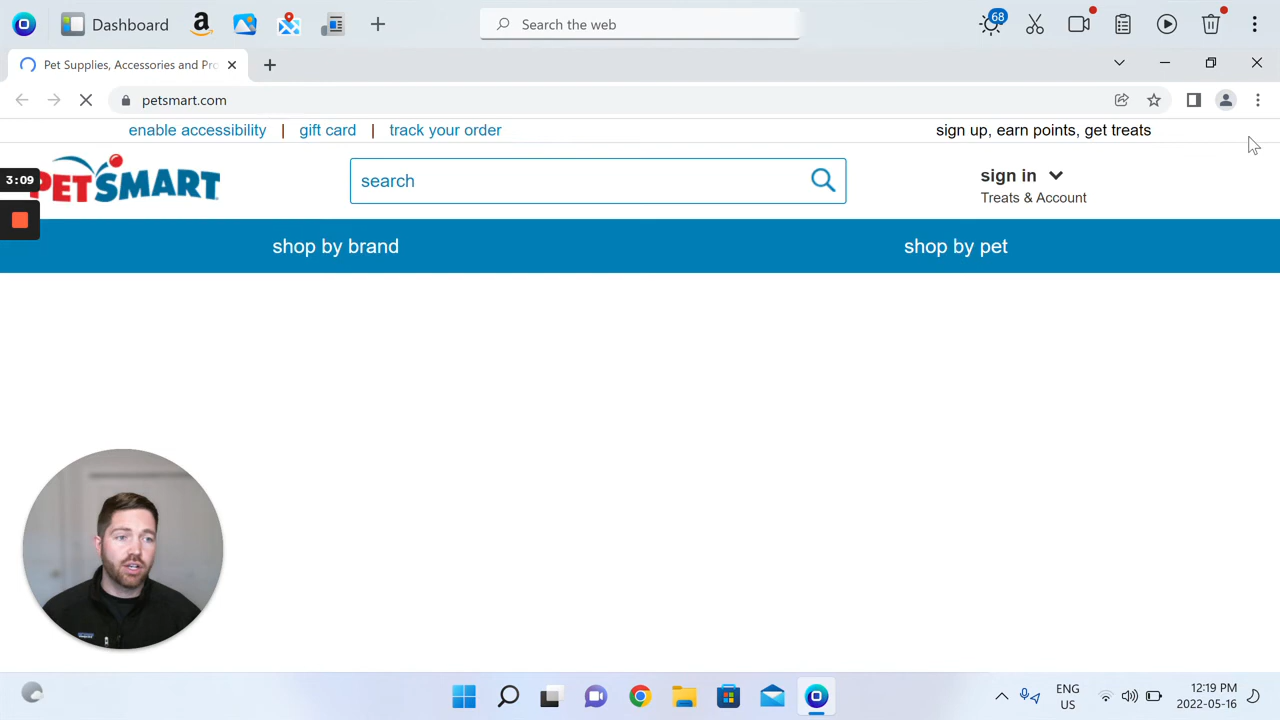 Dashboard
Search the web
68
Pet Supplies, Accessories and Pro
petsmart.com
enable accessibility | gift card | track your order
sign up, earn points, get treats
3:09
PETSMART
search
sign in
Treats & Account
shop by brand
shop by pet
ENG
US
12:19 PM
2022-05-16